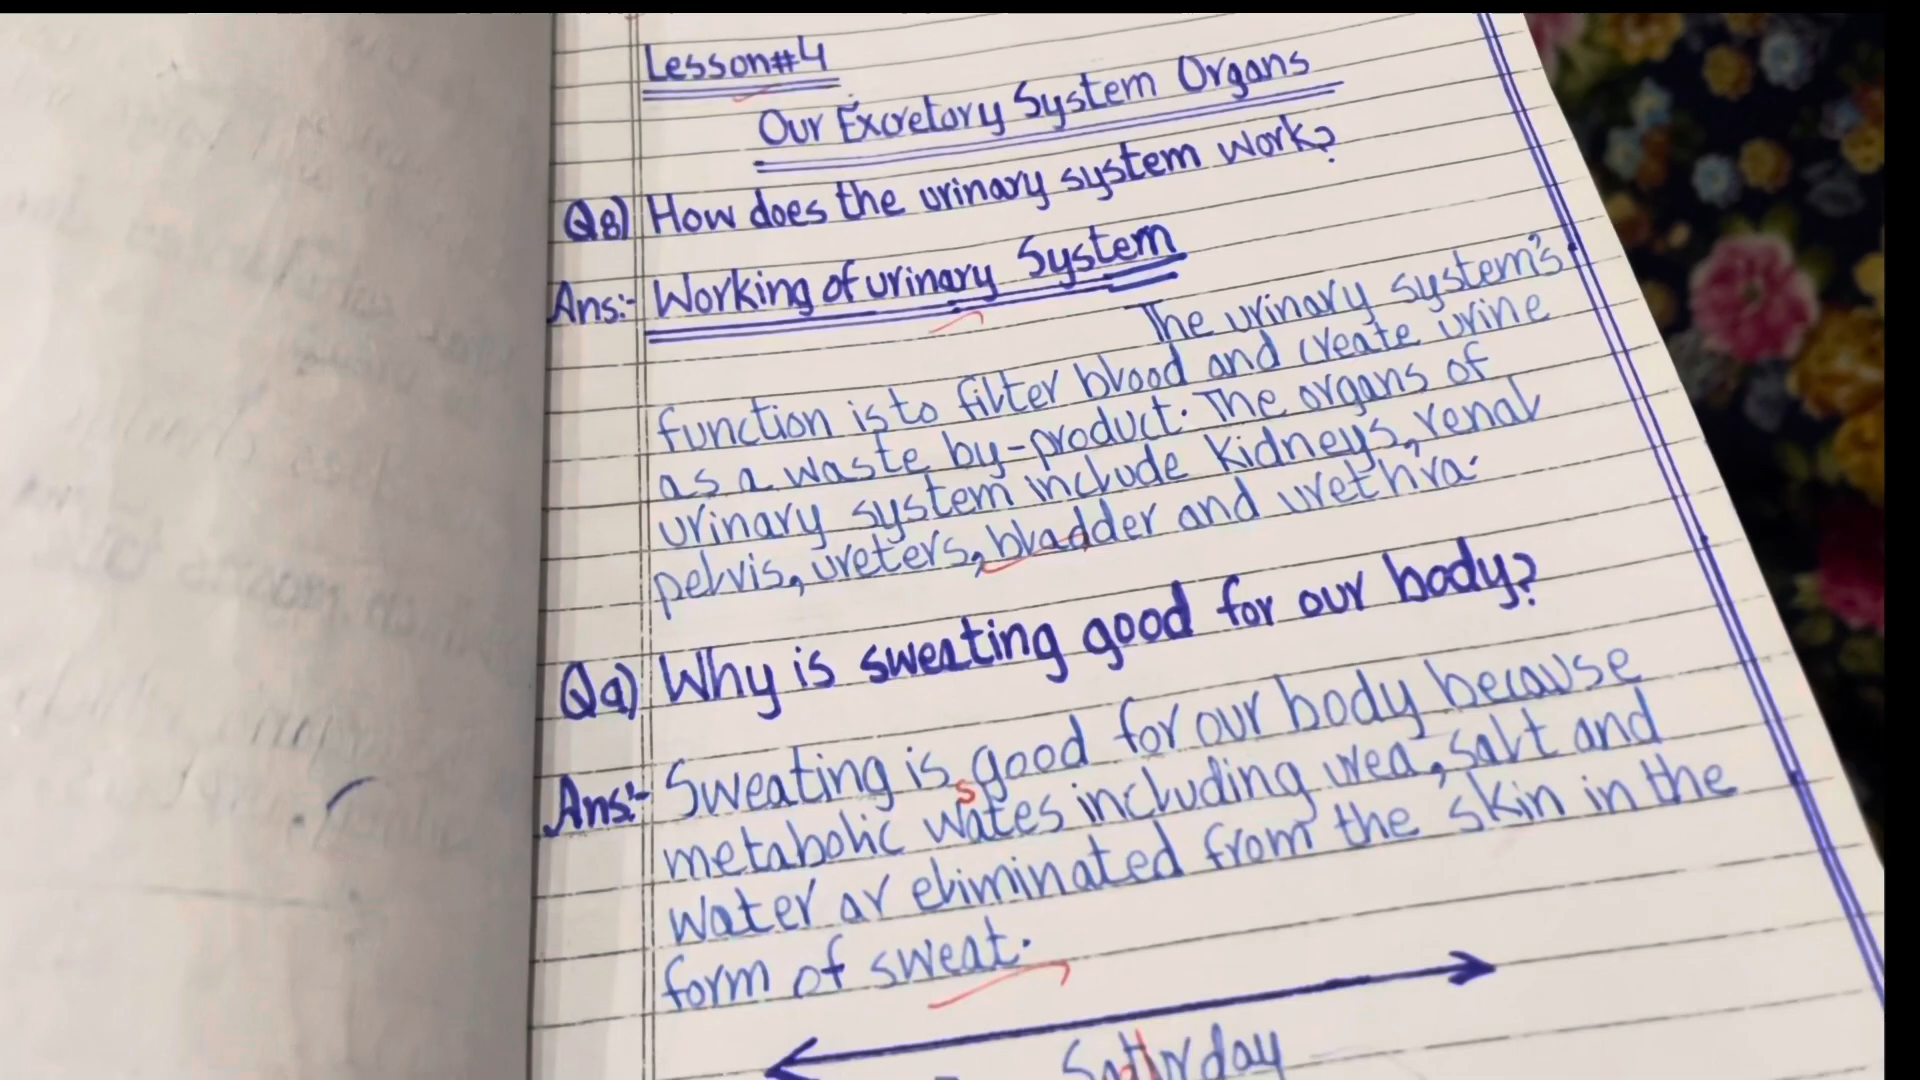 Lesson#4
Our Excretory System Organs
Q8) How does the urinary system work?
Ans:- Working of urinary System
The urinary system's
function is to filter blood and create urine
as a waste by-product. The organs of
urinary system include kidneys, renal
pelvis, ureters, bladder and urethra.
Q9) Why is sweating good for our body?
Ans:- Sweating is good for our body because
s
metabolic wates including urea, salt and
water ar eliminated from the skin in the
form of sweat.
Saturday